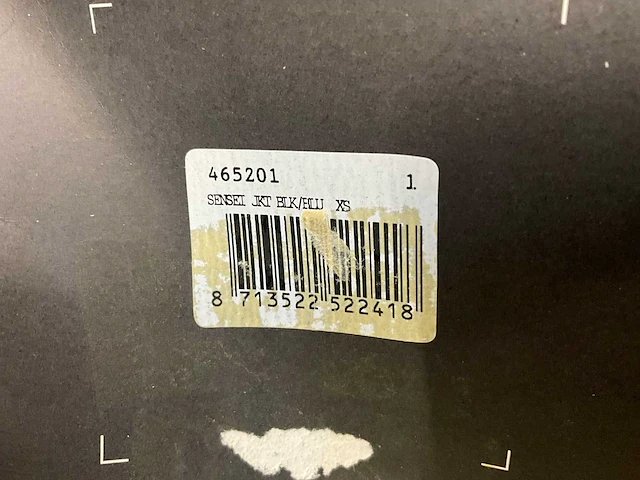 465201 1.
SENSEI JKT BLK/BLU XS
8 713522 522418